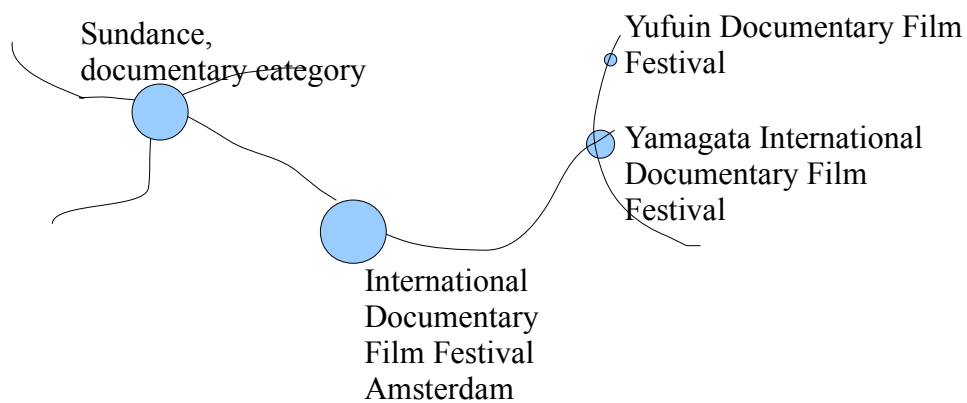 Sundance,
documentary category
Yufuin Documentary Film
Festival
Yamagata International
Documentary Film
Festival
International
Documentary
Film Festival
Amsterdam